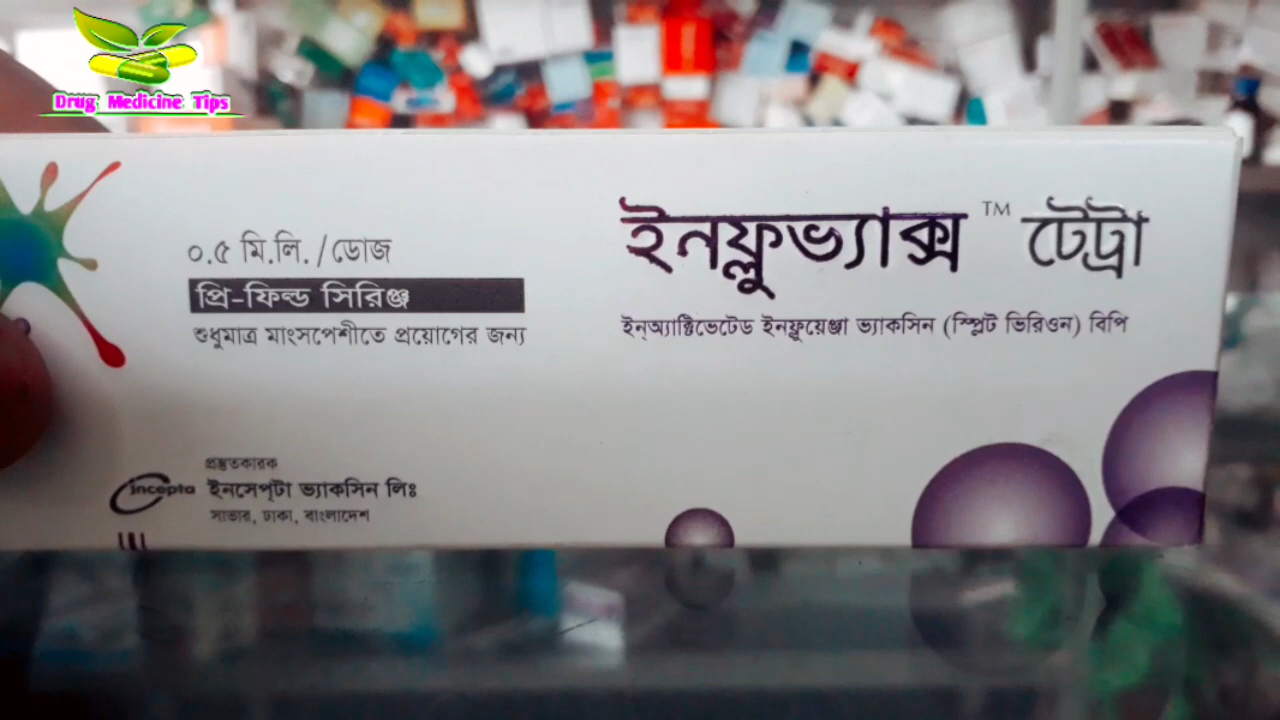 Drug Medicine Tips
০.৫ মি.লি. /ডোজ
প্রি-ফিল্ড সিরিঞ্জ
শুধুমাত্র মাংসপেশীতে প্রয়োগের জন্য
ইনফ্লুভ্যাক্স ™ টেট্রা
ইন্অ্যাক্টিভেটেড ইনফ্লুয়েঞ্জা ভ্যাকসিন (স্প্লিট ভিরিওন) বিপি
প্রস্তুতকারক
incepta
ইনসেপ্টা ভ্যাকসিন লিঃ
সাভার, ঢাকা, বাংলাদেশ